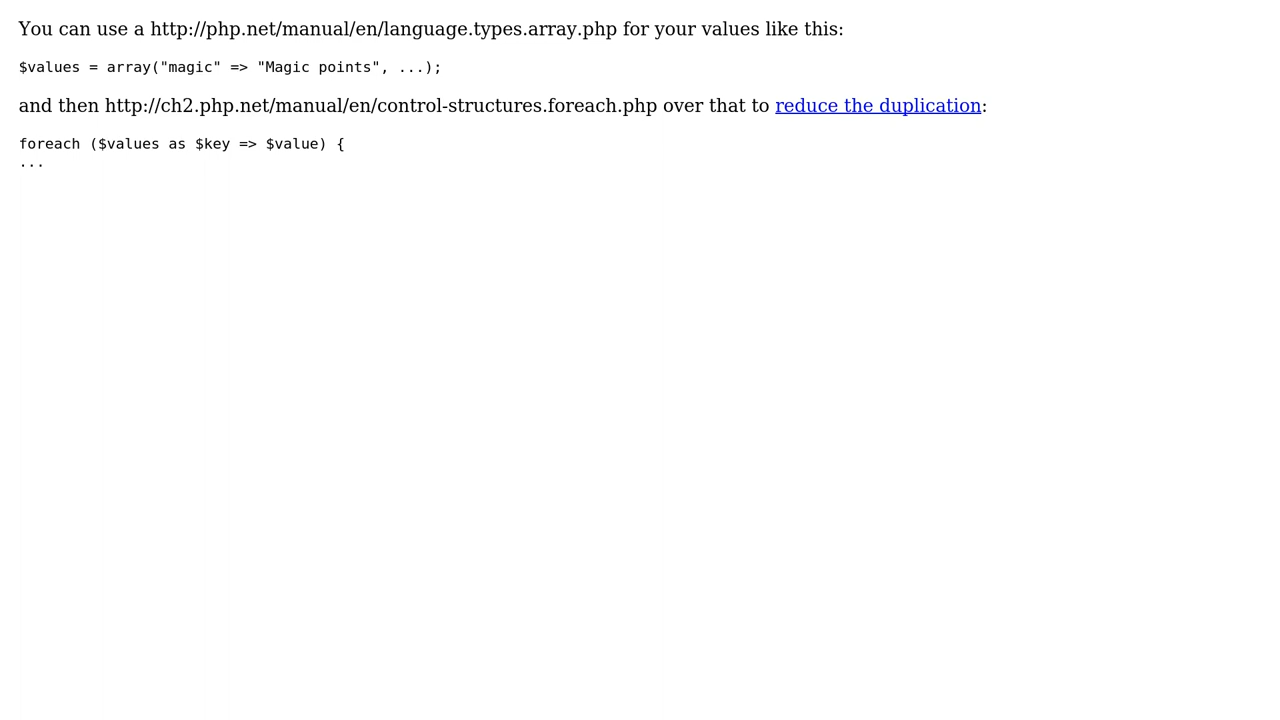 You can use a http://php.net/manual/en/language.types.array.php for your values like this:
$values = array("magic" => "Magic points", ...);
and then http://ch2.php.net/manual/en/control-structures.foreach.php over that to reduce the duplication:
foreach ($values as $key => $value) {
...